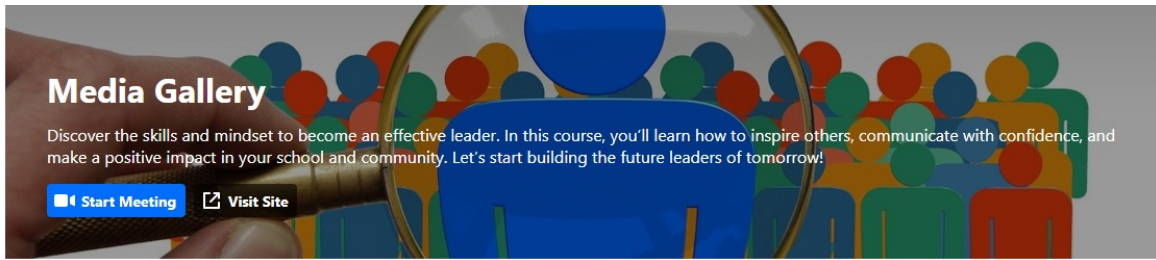 Media Gallery
Discover the skills and mindset to become an effective leader. In this course, you’ll learn how to inspire others, communicate with confidence, and
make a positive impact in your school and community. Let’s start building the future leaders of tomorrow!
Start Meeting
Visit Site